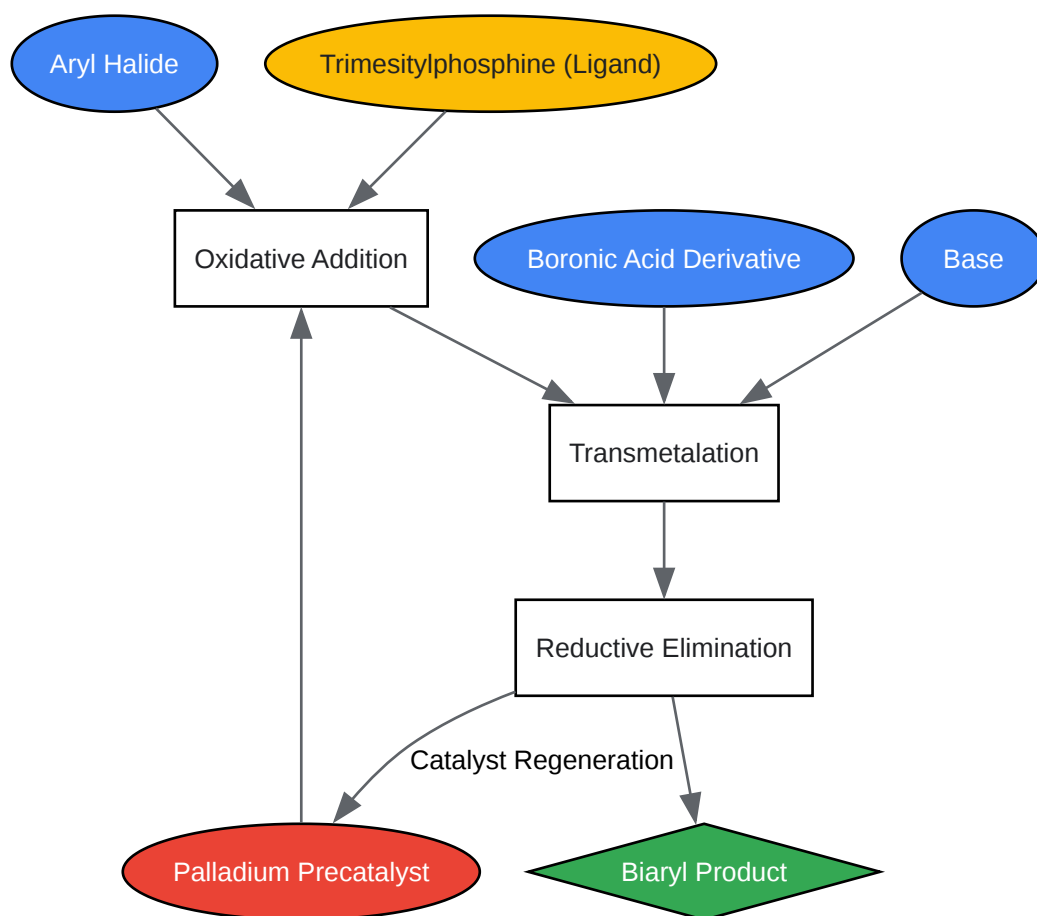 Aryl Halide
Trimesitylphosphine (Ligand)
Oxidative Addition
Boronic Acid Derivative
Base
Transmetalation
Reductive Elimination
Catalyst Regeneration
Palladium Precatalyst
Biaryl Product